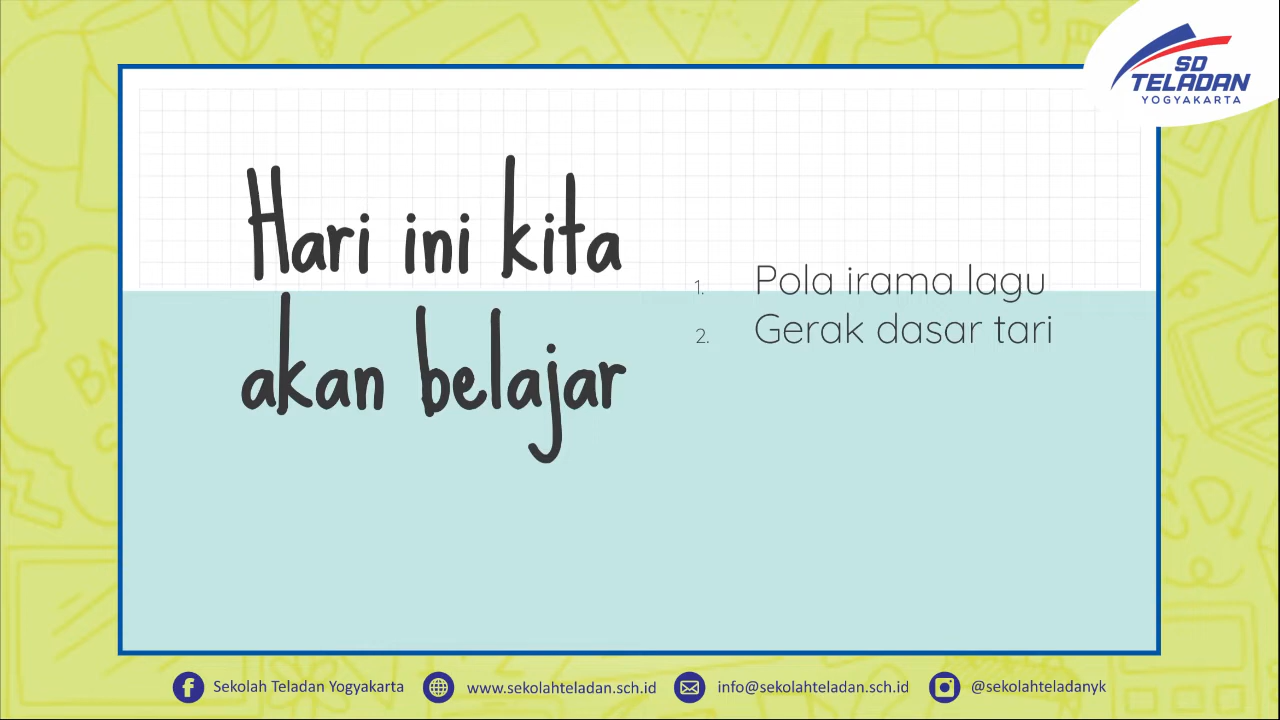 SD
TELADAN
YOGYAKARTA
Hari ini kita
akan belajar
1. Pola irama lagu
2. Gerak dasar tari
Sekolah Teladan Yogyakarta
www.sekolahteladan.sch.id
info@sekolahteladan.sch.id
@sekolahteladanyk